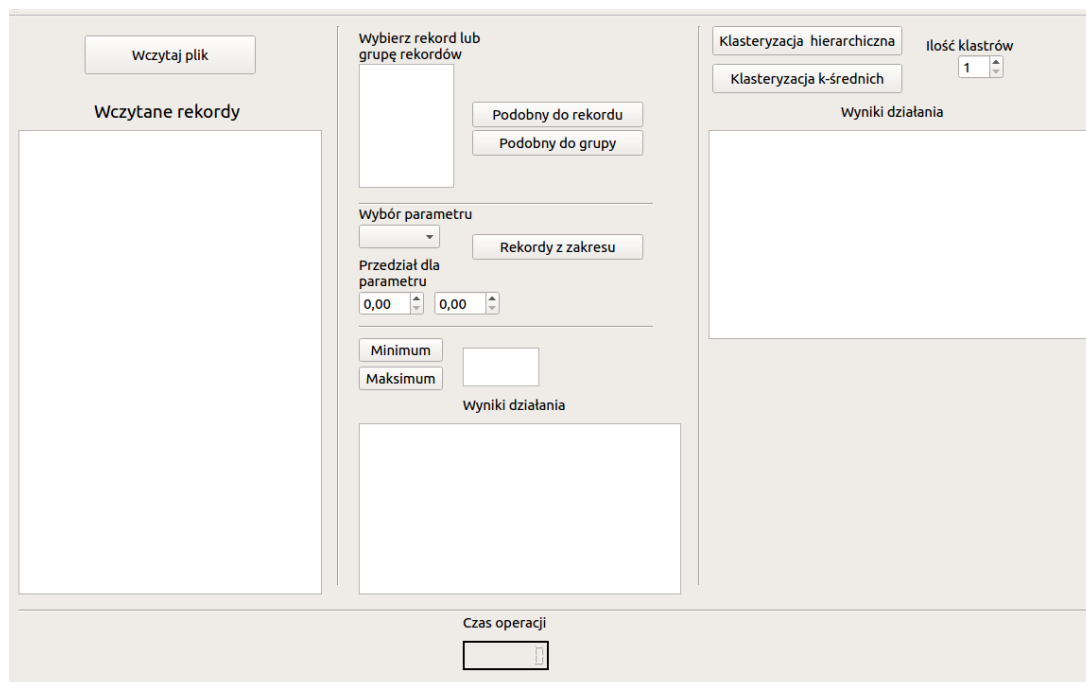 Wczytaj plik
Wczytane rekordy
Wybierz rekord lub
grupę rekordów
Podobny do rekordu
Podobny do grupy
Wybór parametru
Rekordy z zakresu
Przedział dla
parametru
0,00 0,00
Minimum
Maksimum
Wyniki działania
Klasteryzacja hierarchiczna
Klasteryzacja k-średnich
Ilość klastrów
1
Wyniki działania
Czas operacji
0